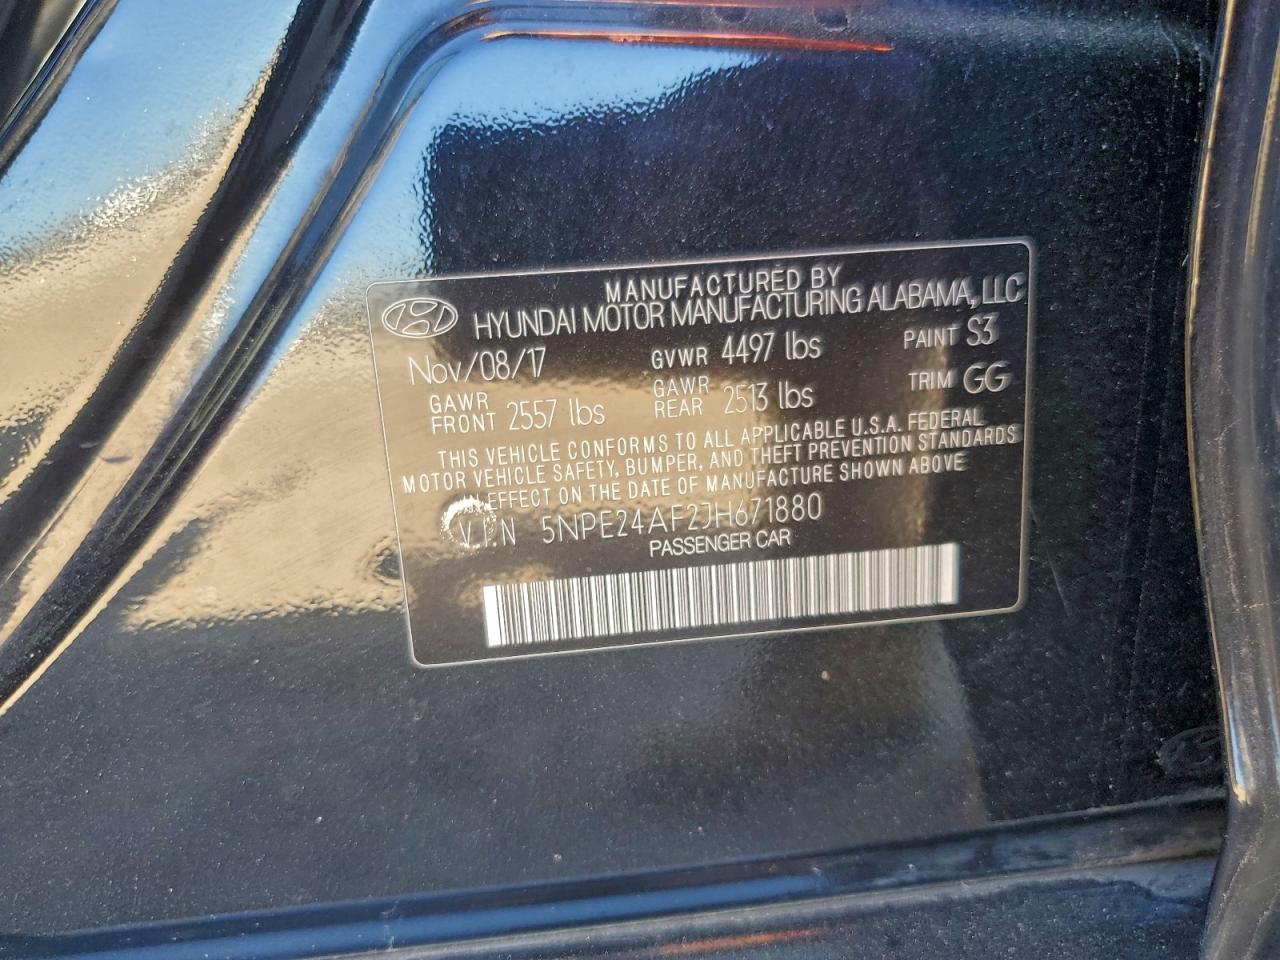 MANUFACTURED BY
HYUNDAI MOTOR MANUFACTURING ALABAMA, LLC
Nov/08/17 GVWR 4497 lbs PAINT S3
GAWR FRONT 2557 lbs GAWR REAR 2513 lbs TRIM GG
THIS VEHICLE CONFORMS TO ALL APPLICABLE U.S.A. FEDERAL
MOTOR VEHICLE SAFETY, BUMPER, AND THEFT PREVENTION STANDARDS
IN EFFECT ON THE DATE OF MANUFACTURE SHOWN ABOVE
V.I.N 5NPE24AF2JH671880
PASSENGER CAR